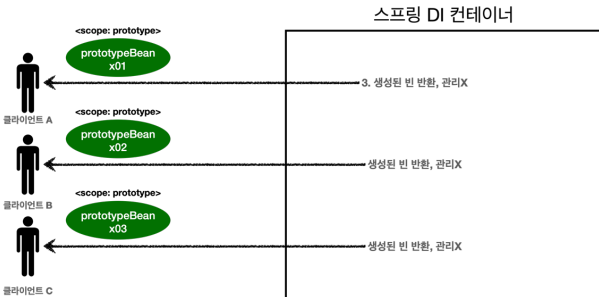 스프링 DI 컨테이너
<scope: prototype>
prototypeBean
x01
3. 생성된 빈 반환, 관리X
클라이언트 A
<scope: prototype>
prototypeBean
x02
생성된 빈 반환, 관리X
클라이언트 B
<scope: prototype>
prototypeBean
x03
생성된 빈 반환, 관리X
클라이언트 C